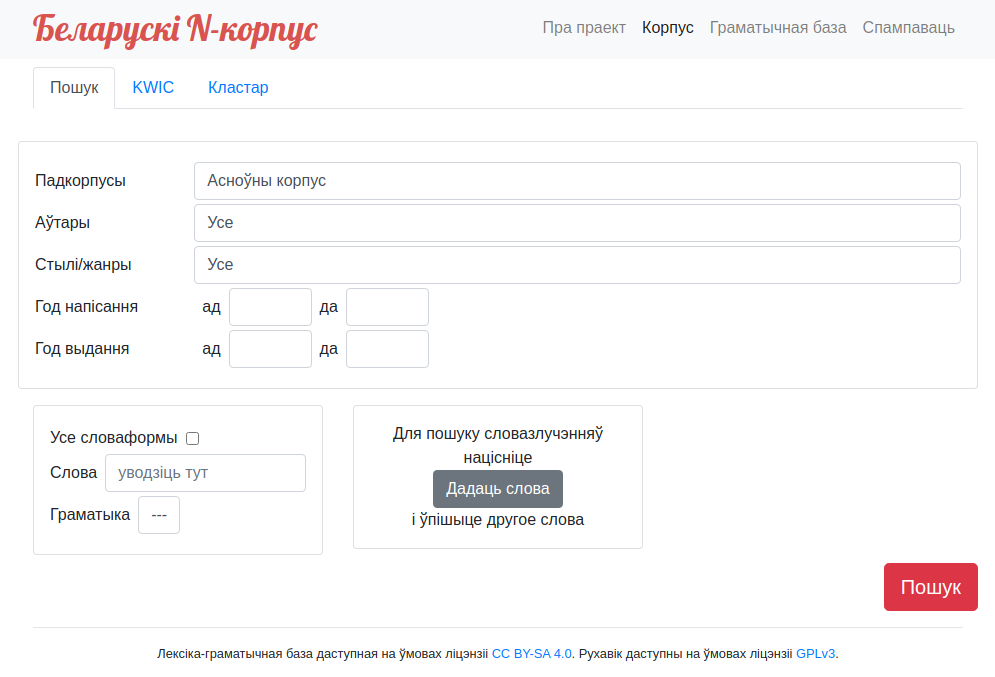 Беларускі N-корпус
Пра праект Корпус Граматычная база Спампаваць
Пошук KWIC Кластар
Падкорпусы Асноўны корпус
Аўтары Усе
Стылі/жанры Усе
Год напісання ад да
Год выдання ад да
Усе словаформы
Слова уводзіць тут
Граматыка ---
Для пошуку словазлучэнняў
націсніце
Дадаць слова
і ўпішыце другое слова
Пошук
Лексіка-граматычная база даступная на ўмовах ліцэнзіі CC BY-SA 4.0. Рухавік даступны на ўмовах ліцэнзіі GPLv3.